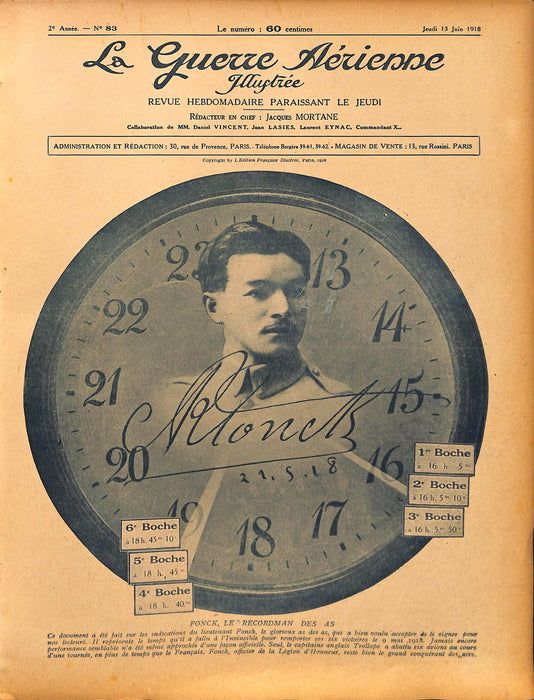 2e Année. — No 83
Le numéro : 60 centimes
Jeudi 13 Juin 1918
La Guerre Aérienne
Illustrée
REVUE HEBDOMADAIRE PARAISSANT LE JEUDI
RÉDACTEUR EN CHEF : JACQUES MORTANE
Collaboration de MM. Daniel VINCENT, Jean LASIES, Laurent EYNAC, Commandant X...
ADMINISTRATION ET RÉDACTION : 30, rue de Provence, PARIS. - Téléphone Bergère 39-61, 39-62. ♦ MAGASIN DE VENTE : 13, rue Rossini. PARIS
Copyright by L'Édition Française Illustrée, Paris, 1918
23
13
22
14
21
15
20
16
19
17
18
RFonck
21.5.18
1er Boche
à 16 h. 5m
2e Boche
à 16 h. 5m 10s
3e Boche
à 16 h. 5m 50s
6e Boche
à 18 h. 45m 10s
5e Boche
à 18 h. 45m
4e Boche
à 18 h. 40m
FONCK, LE RECORDMAN DES AS
Ce document a été fait sur les indications du lieutenant Fonck, le glorieux as des as, qui a bien voulu accepter de le signer pour
nos lecteurs. Il représente le temps qu'il a fallu à l'invincible pour remporter ses six victoires le 9 mai 1918. Jamais encore
performance semblable n'a été même approchée d'une façon officielle. Seul, le capitaine anglais Trollope a abattu six avions au cours
d'une tournée, en plus de temps que le Français. Fonck, officier de la Légion d'Honneur, reste bien le grand conquérant des airs.